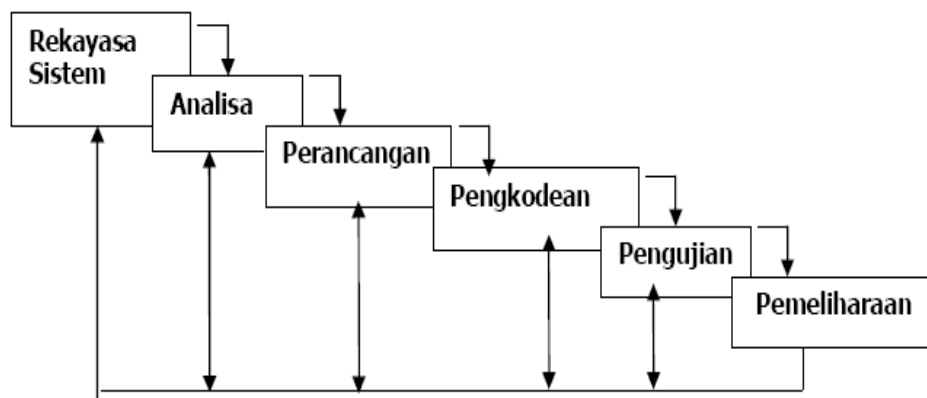 Rekayasa
Sistem
Analisa
Perancangan
Pengkodean
Pengujian
Pemeliharaan